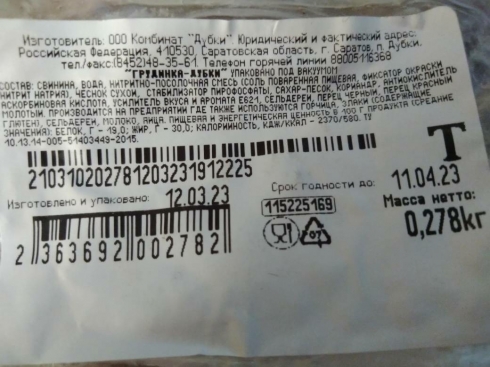 Изготовитель: ООО Комбинат "Дубки". Юридический и фактический адрес:
Российская Федерация, 410530, Саратовская область, г. Саратов, п. Дубки.
тел./факс:(8452)48-35-61. Телефон горячей линии 88005116368
"ГРУДИНКА-ДУБКИ" УПАКОВАНО ПОД ВАКУУМОМ
СОСТАВ: СВИНИНА, ВОДА, НИТРИТНО-ПОСОЛОЧНАЯ СМЕСЬ (СОЛЬ ПОВАРЕННАЯ ПИЩЕВАЯ, ФИКСАТОР ОКРАСКИ
НИТРИТ НАТРИЯ), ЧЕСНОК СУХОЙ, СТАБИЛИЗАТОР ПИРОФОСФАТЫ, САХАР-ПЕСОК, КОРИАНДР, АНТИОКИСЛИТЕЛЬ
АСКОРБИНОВАЯ КИСЛОТА, УСИЛИТЕЛЬ ВКУСА И АРОМАТА Е621, СЕЛЬДЕРЕЙ, ПЕРЕЦ ЧЕРНЫЙ, ПЕРЕЦ КРАСНЫЙ
МОЛОТЫЙ. ПРОИЗВОДИТСЯ НА ПРЕДПРИЯТИИ ГДЕ ТАКЖЕ ИСПОЛЬЗУЮТСЯ ГОРЧИЦА, ЗЛАКИ (СОДЕРЖАЩИЕ
ГЛЮТЕН), СЕЛЬДЕРЕЙ, МОЛОКО, ЯЙЦА. ПИЩЕВАЯ И ЭНЕРГЕТИЧЕСКАЯ ЦЕННОСТЬ В 100 Г ПРОДУКТА (СРЕДНИЕ
ЗНАЧЕНИЯ): БЕЛОК, Г - 19,0; ЖИР, Г - 30,0; КАЛОРИЙНОСТЬ, КДЖ/ККАЛ - 2370/580. ТУ
10.13.14-005-51403449-2015.
T
210310202781203231912225
Изготовлено и упаковано: 12.03.23
Срок годности до: 11.04.23
115225169
Масса нетто:
0,278кг
07
2 363692 002782